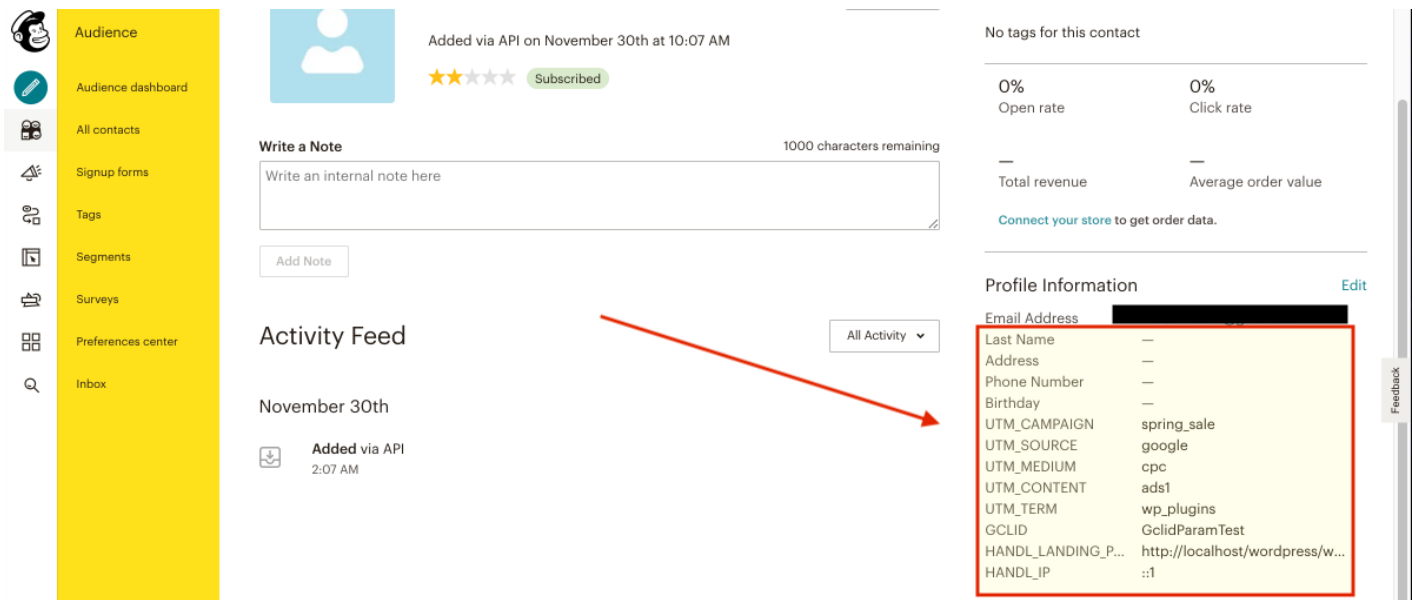 Audience
Audience dashboard
All contacts
Signup forms
Tags
Segments
Surveys
Preferences center
Inbox
Added via API on November 30th at 10:07 AM
Subscribed
Write a Note
1000 characters remaining
Write an internal note here
Add Note
Activity Feed
All Activity
November 30th
Added via API
2:07 AM
No tags for this contact
0% 0%
Open rate Click rate
— —
Total revenue Average order value
Connect your store to get order data.
Profile Information Edit
Email Address
Last Name —
Address —
Phone Number —
Birthday —
UTM_CAMPAIGN spring_sale
UTM_SOURCE google
UTM_MEDIUM cpc
UTM_CONTENT ads1
UTM_TERM wp_plugins
GCLID GclidParamTest
HANDL_LANDING_P... http://localhost/wordpress/w...
HANDL_IP ::1
Feedback